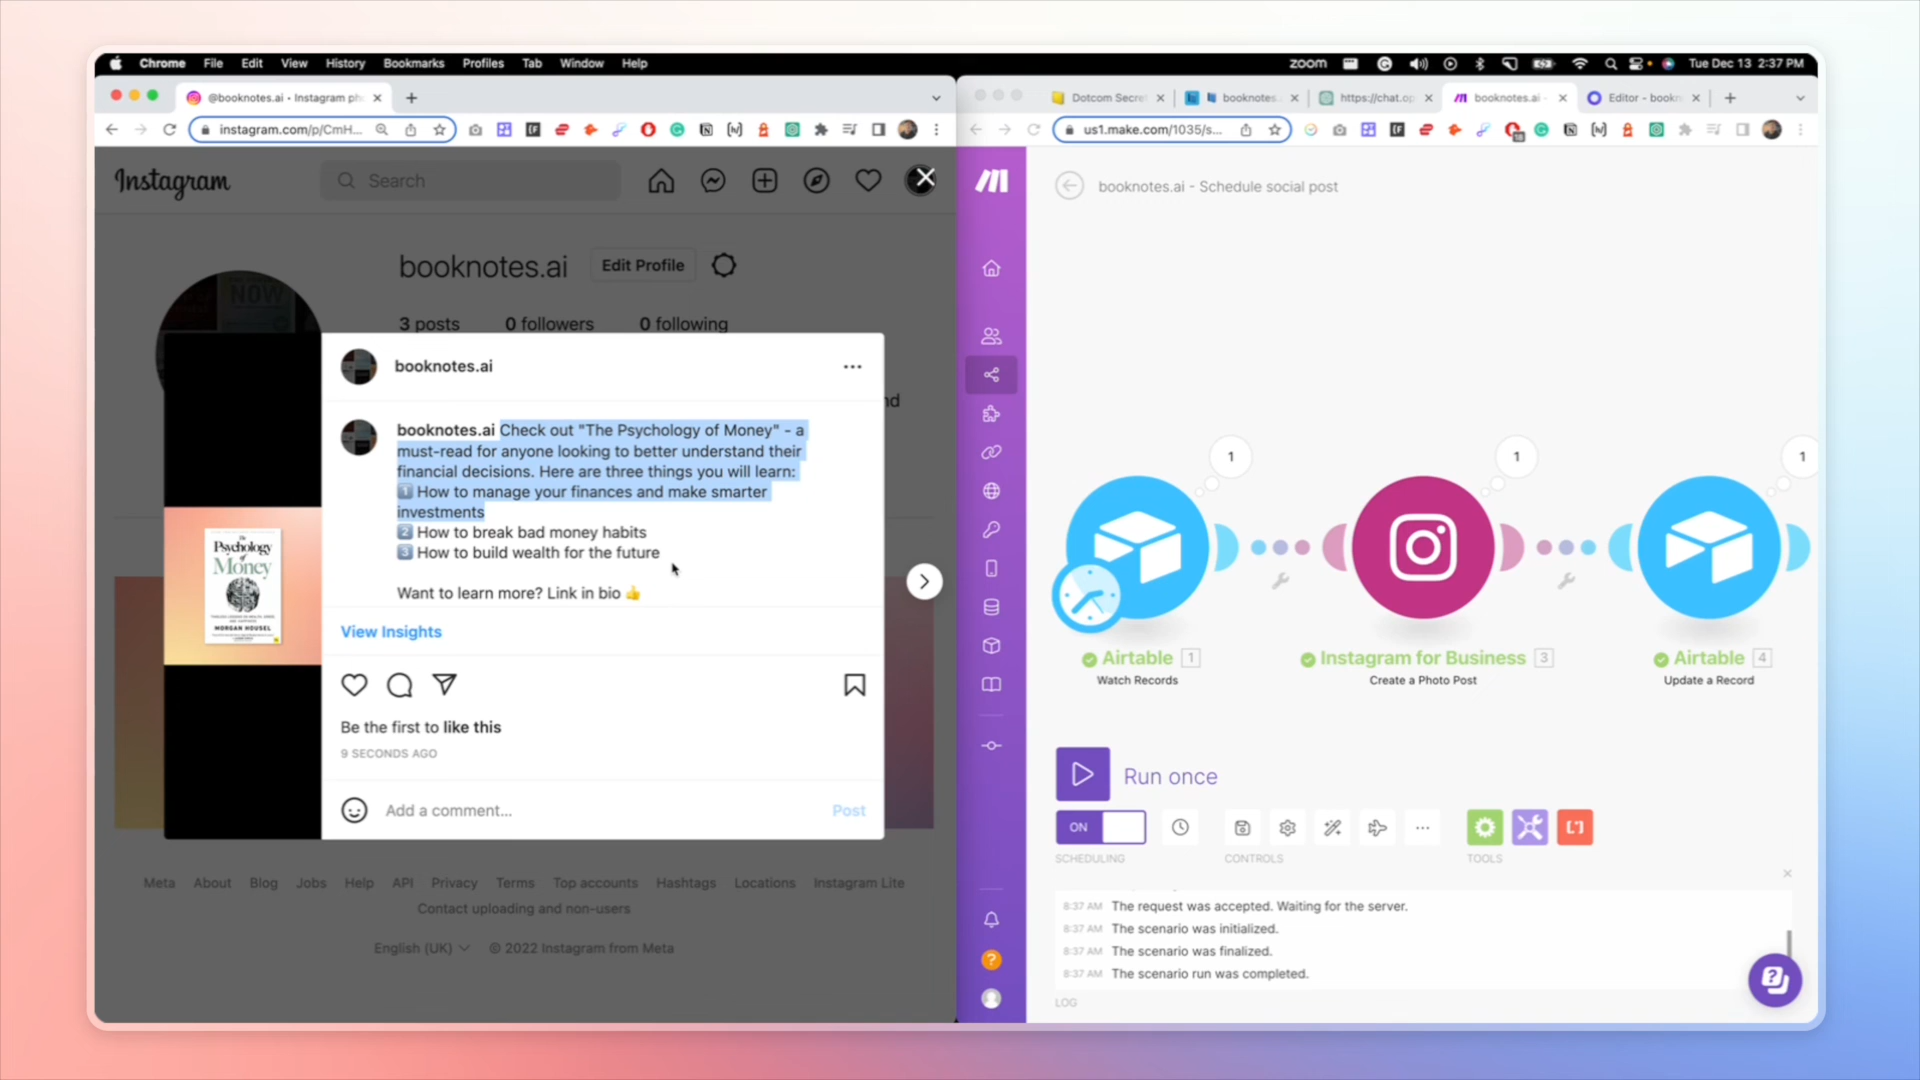 Chrome File Edit View History Bookmarks Profiles Tab Window Help
zoom
Tue Dec 13 2:37 PM
@booknotes.ai • Instagram ph
instagram.com/p/CmH...
Instagram
Search
booknotes.ai
Edit Profile
3 posts 0 followers 0 following
booknotes.ai
booknotes.ai Check out "The Psychology of Money" - a
must-read for anyone looking to better understand their
financial decisions. Here are three things you will learn:
1️⃣ How to manage your finances and make smarter
investments
2️⃣ How to break bad money habits
3️⃣ How to build wealth for the future
Want to learn more? Link in bio 👍
View Insights
Be the first to like this
9 SECONDS AGO
Add a comment...
Post
NOW
The
Psychology
of
Money
MORGAN HOUSEL
Meta About Blog Jobs Help API Privacy Terms Top accounts Hashtags Locations Instagram Lite
Contact uploading and non-users
English (UK) © 2022 Instagram from Meta
Dotcom Secre
booknotes.
https://chat.op
booknotes.ai -
Editor - bookn
us1.make.com/1035/s...
booknotes.ai - Schedule social post
1
1
1
Airtable 1
Watch Records
Instagram for Business 3
Create a Photo Post
Airtable 4
Update a Record
Run once
ON
SCHEDULING
CONTROLS
TOOLS
8:37 AM The request was accepted. Waiting for the server.
8:37 AM The scenario was initialized.
8:37 AM The scenario was finalized.
8:37 AM The scenario run was completed.
LOG